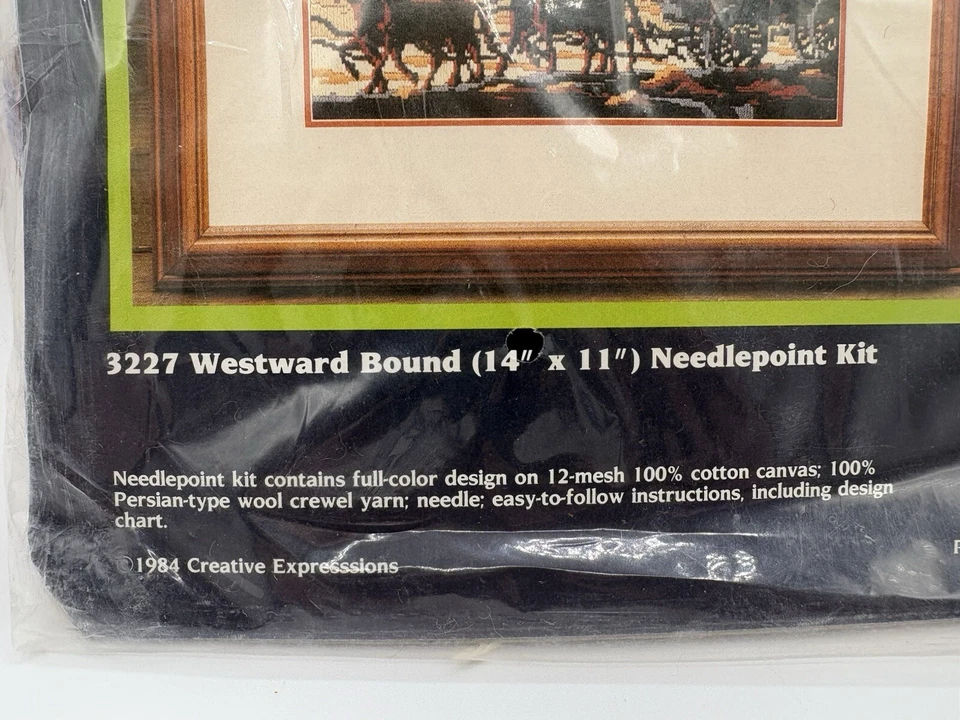 3227 Westward Bound (14" x 11") Needlepoint Kit
Needlepoint kit contains full-color design on 12-mesh 100% cotton canvas; 100%
Persian-type wool crewel yarn; needle; easy-to-follow instructions, including design
chart.
©1984 Creative Expresssions